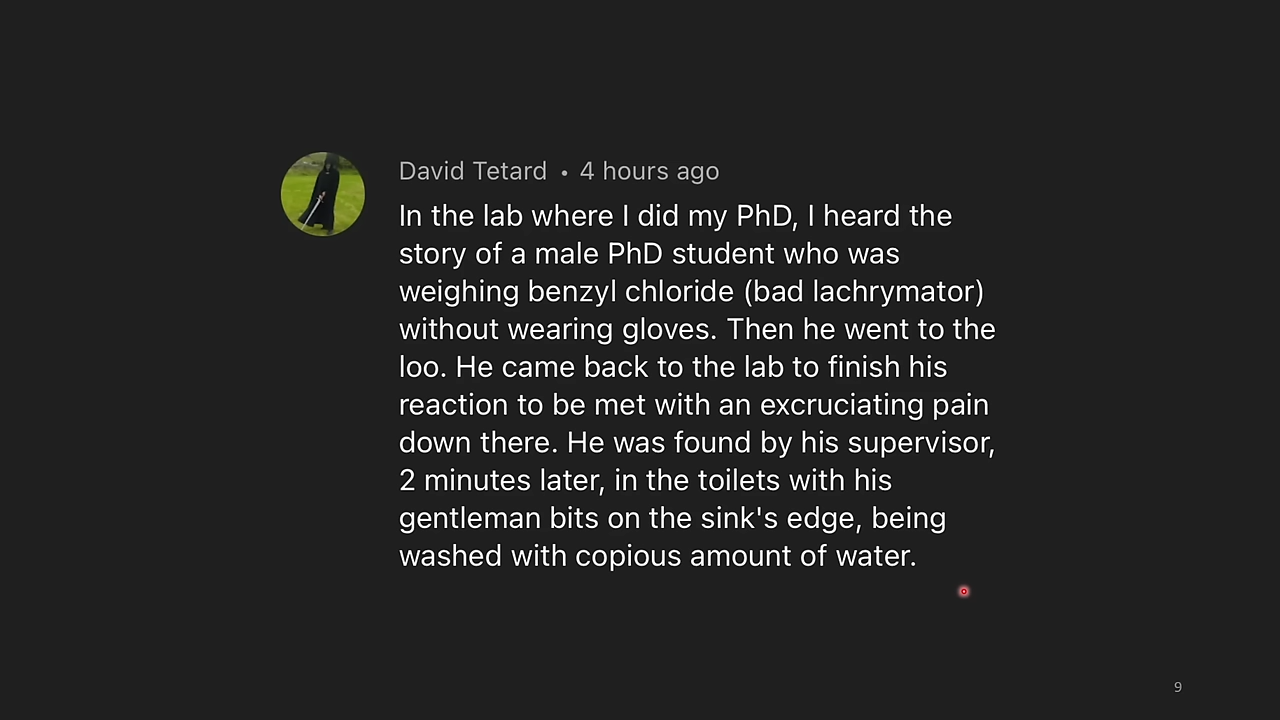 David Tetard • 4 hours ago
In the lab where I did my PhD, I heard the
story of a male PhD student who was
weighing benzyl chloride (bad lachrymator)
without wearing gloves. Then he went to the
loo. He came back to the lab to finish his
reaction to be met with an excruciating pain
down there. He was found by his supervisor,
2 minutes later, in the toilets with his
gentleman bits on the sink's edge, being
washed with copious amount of water.
9